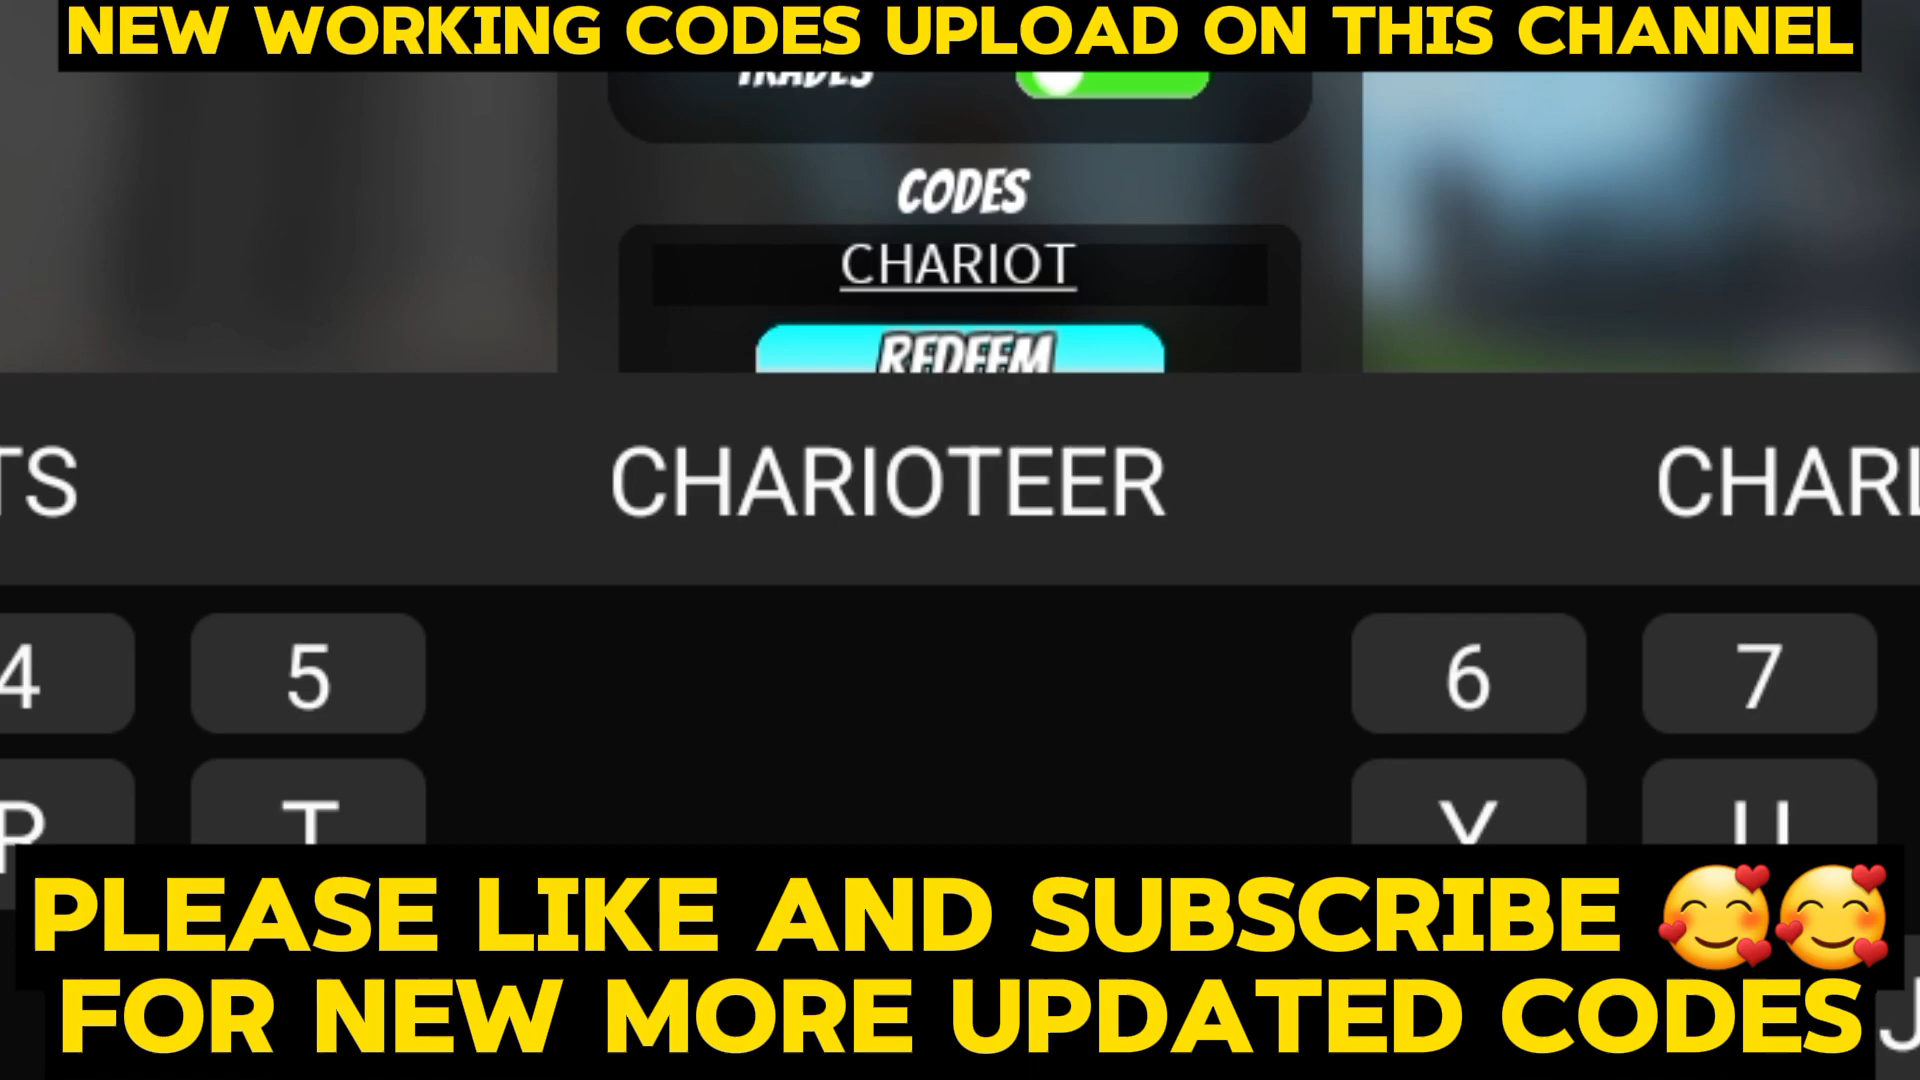 NEW WORKING CODES UPLOAD ON THIS CHANNEL
TRADES
CODES
CHARIOT
REDEEM
CHARIOTEER
4 5 6 7
R T Y U
PLEASE LIKE AND SUBSCRIBE 🥰🥰
FOR NEW MORE UPDATED CODES
J